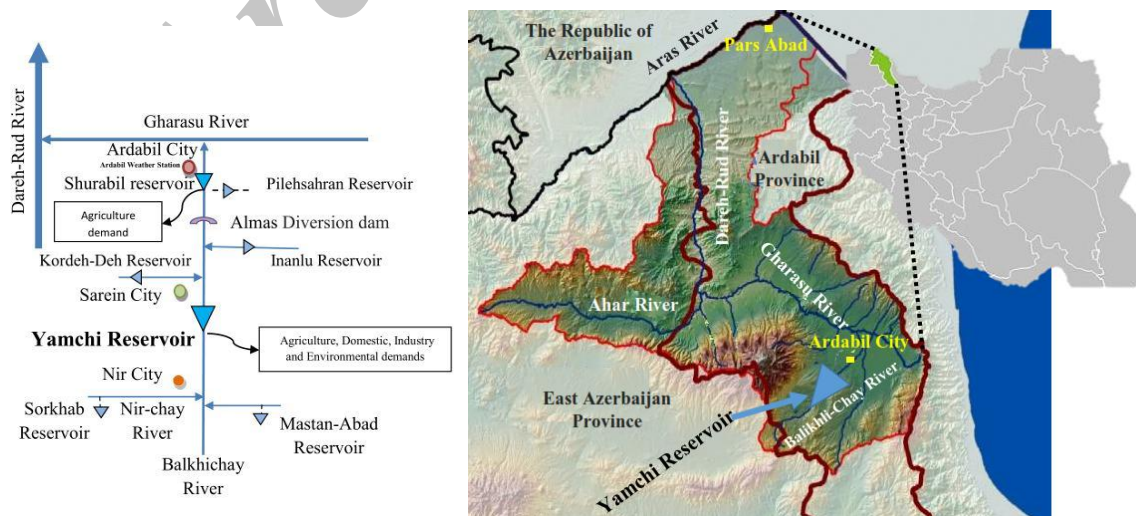 Dareh-Rud River
Gharasu River
Ardabil City
Ardabil Weather Station
Shurabil reservoir
Pilehsahran Reservoir
Agriculture
demand
Almas Diversion dam
Kordeh-Deh Reservoir
Inanlu Reservoir
Sarein City
Yamchi Reservoir
Agriculture, Domestic, Industry
and Environmental demands
Nir City
Sorkhab
Reservoir
Nir-chay
River
Mastan-Abad
Reservoir
Balkhichay
River
The Republic of
Azerbaijan
Aras River
Pars Abad
Ardabil
Province
Dareh-Rud River
Gharasu River
Ahar River
Ardabil City
East Azerbaijan
Province
Balikhli-Chay River
Yamchi Reservoir